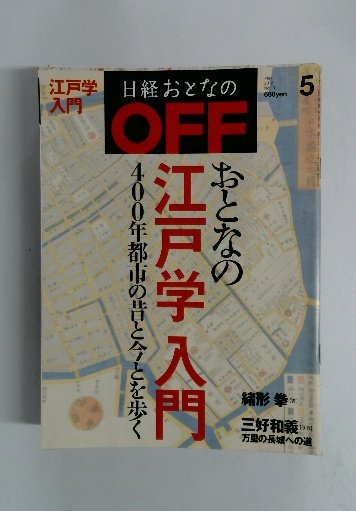 江戸学
入門
日経おとなの
OFF
680yen
5
おとなの
江戸学入門
400年都市の昔と今とを歩く
緒形拳
三好和義
万里の長城への道